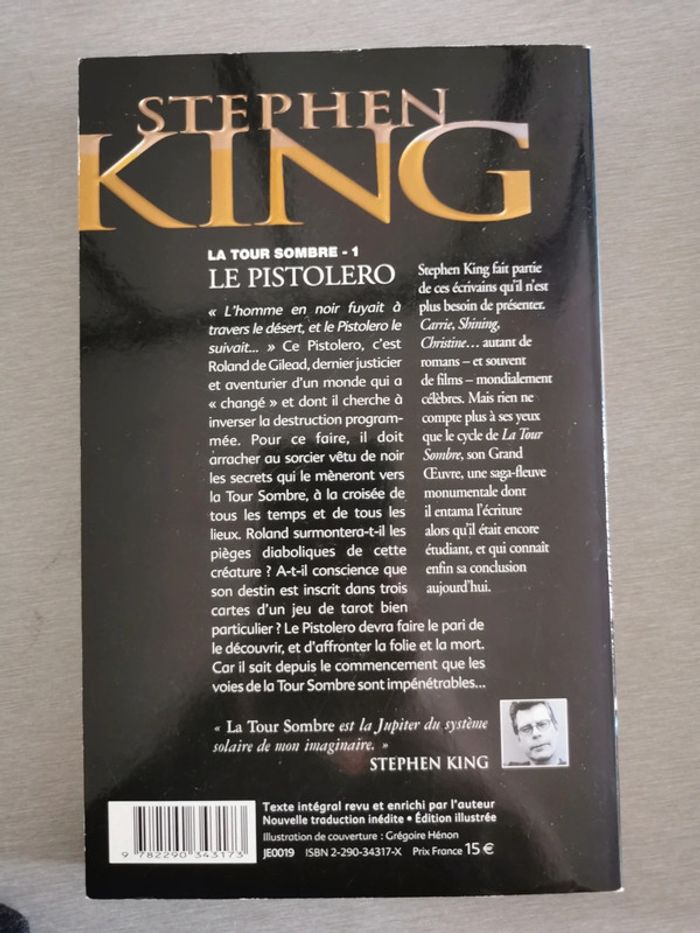 STEPHEN
KING
LA TOUR SOMBRE - 1
LE PISTOLERO
« L'homme en noir fuyait à
travers le désert, et le Pistolero le
suivait... » Ce Pistolero, c'est
Roland de Gilead, dernier justicier
et aventurier d'un monde qui a
« changé » et dont il cherche à
inverser la destruction program-
mée. Pour ce faire, il doit
arracher au sorcier vêtu de noir
les secrets qui le mèneront vers
la Tour Sombre, à la croisée de
tous les temps et de tous les
lieux. Roland surmontera-t-il les
pièges diaboliques de cette
créature ? A-t-il conscience que
son destin est inscrit dans trois
cartes d'un jeu de tarot bien
particulier ? Le Pistolero devra faire le pari de
le découvrir, et d'affronter la folie et la mort.
Car il sait depuis le commencement que les
voies de la Tour Sombre sont impénétrables...
Stephen King fait partie
de ces écrivains qu'il n'est
plus besoin de présenter.
Carrie, Shining,
Christine... autant de
romans – et souvent
de films – mondialement
célèbres. Mais rien ne
compte plus à ses yeux
que le cycle de La Tour
Sombre, son Grand
Œuvre, une saga-fleuve
monumentale dont
il entama l'écriture
alors qu'il était encore
étudiant, et qui connaît
enfin sa conclusion
aujourd'hui.
« La Tour Sombre est la Jupiter du système
solaire de mon imaginaire. »
STEPHEN KING
Texte intégral revu et enrichi par l'auteur
Nouvelle traduction inédite • Édition illustrée
Illustration de couverture : Grégoire Hénon
JE0019 ISBN 2-290-34317-X Prix France 15 €
9 782290 343173